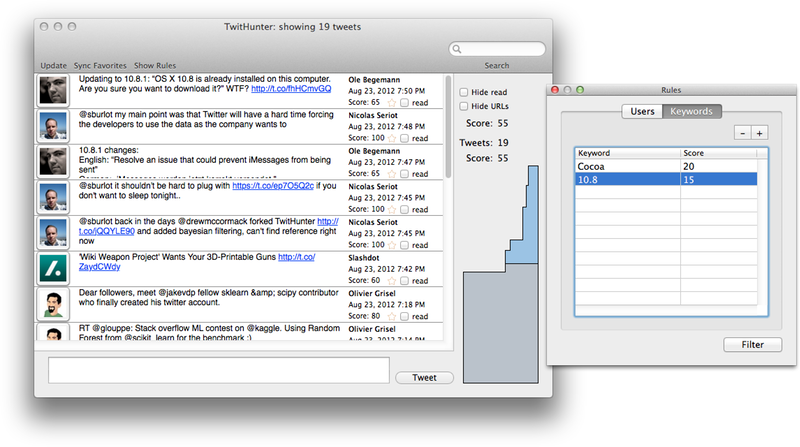 TwitHunter: showing 19 tweets
Update Sync Favorites Show Rules
Search
Updating to 10.8.1: "OS X 10.8 is already installed on this computer.
Are you sure you want to download it?" WTF? http://t.co/fhHCmvGQ
Ole Begemann
Aug 23, 2012 7:50 PM
Score: 65 read
@sburlot my main point was that Twitter will have a hard time forcing
the developers to use the data as the company wants to
Nicolas Seriot
Aug 23, 2012 7:48 PM
Score: 100 read
10.8.1 changes:
English: "Resolve an issue that could prevent iMessages from being
sent"
Ole Begemann
Aug 23, 2012 7:47 PM
Score: 65 read
@sburlot it shouldn't be hard to plug with https://t.co/ep7O5Q2c if you
don't want to sleep tonight..
Nicolas Seriot
Aug 23, 2012 7:45 PM
Score: 100 read
@sburlot back in the days @drewmccormack forked TwitHunter http://
t.co/jQQYLE90 and added bayesian filtering, can't find reference right
now
Nicolas Seriot
Aug 23, 2012 7:45 PM
Score: 100 read
'Wiki Weapon Project' Wants Your 3D-Printable Guns http://t.co/
ZaydCWdy
Slashdot
Aug 23, 2012 7:42 PM
Score: 60 read
Dear followers, meet @jakevdp fellow sklearn &amp; scipy contributor
who finally created his twitter account.
Olivier Grisel
Aug 23, 2012 7:18 PM
Score: 80 read
RT @glouppe: Stack overflow ML contest on @kaggle. Using Random
Forest from @scikit_learn for the benchmark :)
Olivier Grisel
Aug 23, 2012 7:14 PM
Score: 80 read
Hide read
Hide URLs
Score: 55
Tweets: 19
Score: 55
Tweet
Rules
Users Keywords
- +
Keyword Score
Cocoa 20
10.8 15
Filter